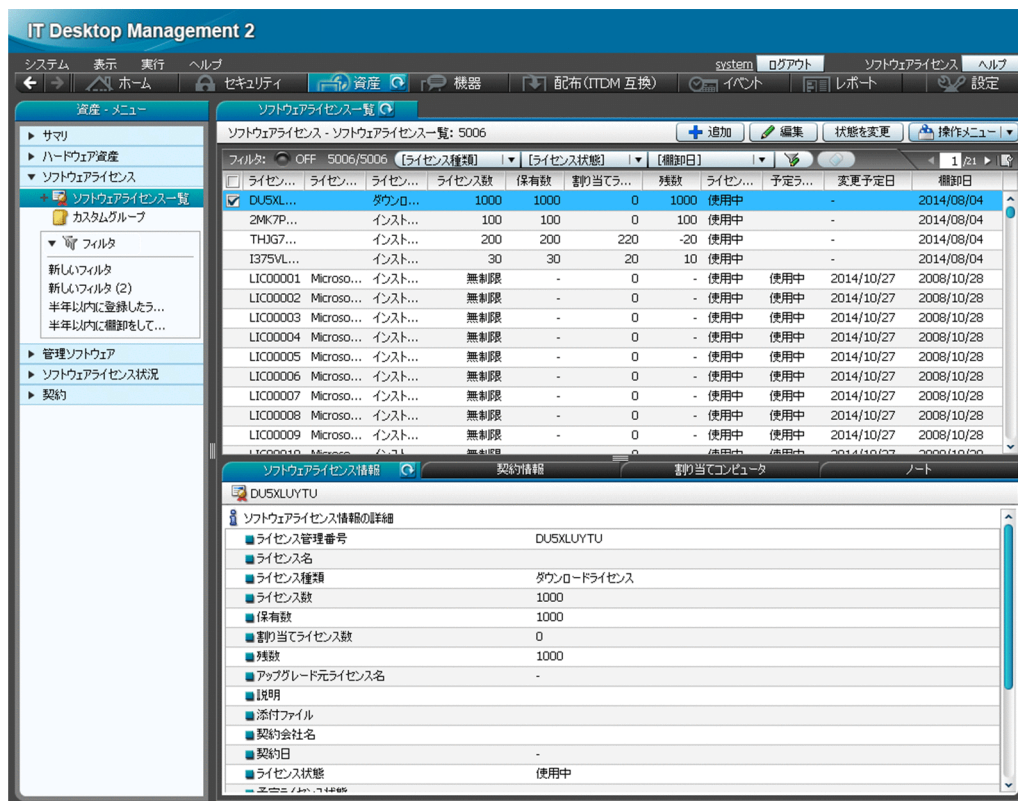 IT Desktop Management 2
システム 表示 実行 ヘルプ system ログアウト ソフトウェアライセンス ヘルプ
ホーム セキュリティ 資産 機器 配布(ITDM 互換) イベント レポート 設定
資産 - メニュー
サマリ
ハードウェア資産
ソフトウェアライセンス
ソフトウェアライセンス一覧
カスタムグループ
フィルタ
新しいフィルタ
新しいフィルタ (2)
半年以内に登録したラ...
半年以内に棚卸をして...
管理ソフトウェア
ソフトウェアライセンス状況
契約
ソフトウェアライセンス一覧
ソフトウェアライセンス - ソフトウェアライセンス一覧: 5006 追加 編集 状態を変更 操作メニュー
フィルタ: OFF 5006/5006 [ライセンス種類] [ライセンス状態] [棚卸日] 1 /21
ライセン... ライセン... ライセン... ライセンス数 保有数 割り当てラ... 残数 ライセン... 予定ラ... 変更予定日 棚卸日
DU5XL... ダウンロ... 1000 1000 0 1000 使用中 - 2014/08/04
2MK7P... インスト... 100 100 0 100 使用中 - 2014/08/04
THJG7... インスト... 200 200 220 -20 使用中 - 2014/08/04
I375VL... インスト... 30 30 20 10 使用中 - 2014/08/04
LIC00001 Microso... インスト... 無制限 - 0 - 使用中 使用中 2014/10/27 2008/10/28
LIC00002 Microso... インスト... 無制限 - 0 - 使用中 使用中 2014/10/27 2008/10/28
LIC00003 Microso... インスト... 無制限 - 0 - 使用中 使用中 2014/10/27 2008/10/28
LIC00004 Microso... インスト... 無制限 - 0 - 使用中 使用中 2014/10/27 2008/10/28
LIC00005 Microso... インスト... 無制限 - 0 - 使用中 使用中 2014/10/27 2008/10/28
LIC00006 Microso... インスト... 無制限 - 0 - 使用中 使用中 2014/10/27 2008/10/28
LIC00007 Microso... インスト... 無制限 - 0 - 使用中 使用中 2014/10/27 2008/10/28
LIC00008 Microso... インスト... 無制限 - 0 - 使用中 使用中 2014/10/27 2008/10/28
LIC00009 Microso... インスト... 無制限 - 0 - 使用中 使用中 2014/10/27 2008/10/28
ソフトウェアライセンス情報 契約情報 割り当てコンピュータ ノート
DU5XLUYTU
ソフトウェアライセンス情報の詳細
ライセンス管理番号 DU5XLUYTU
ライセンス名
ライセンス種類 ダウンロードライセンス
ライセンス数 1000
保有数 1000
割り当てライセンス数 0
残数 1000
アップグレード元ライセンス名 -
説明
添付ファイル
契約会社名
契約日 -
ライセンス状態 使用中